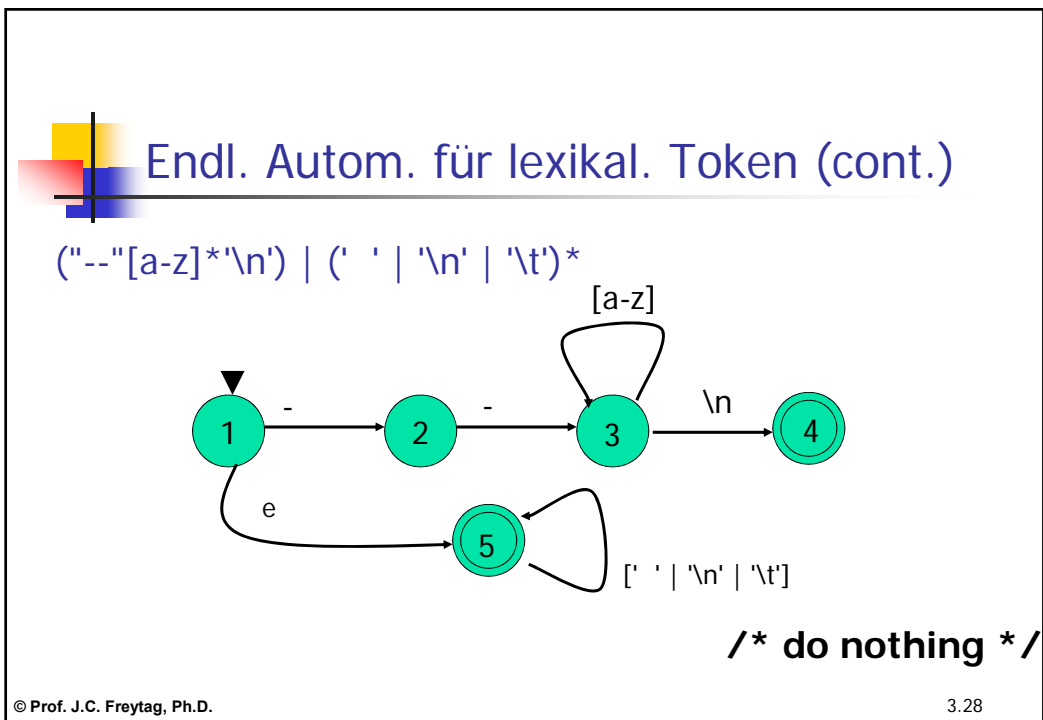 Endl. Autom. für lexikal. Token (cont.)
("--"[a-z]*'\n') | (' ' | '\n' | '\t')*
[a-z]
- - \n
1 2 3 4
e
5
[' ' | '\n' | '\t']
/* do nothing */
© Prof. J.C. Freytag, Ph.D. 3.28